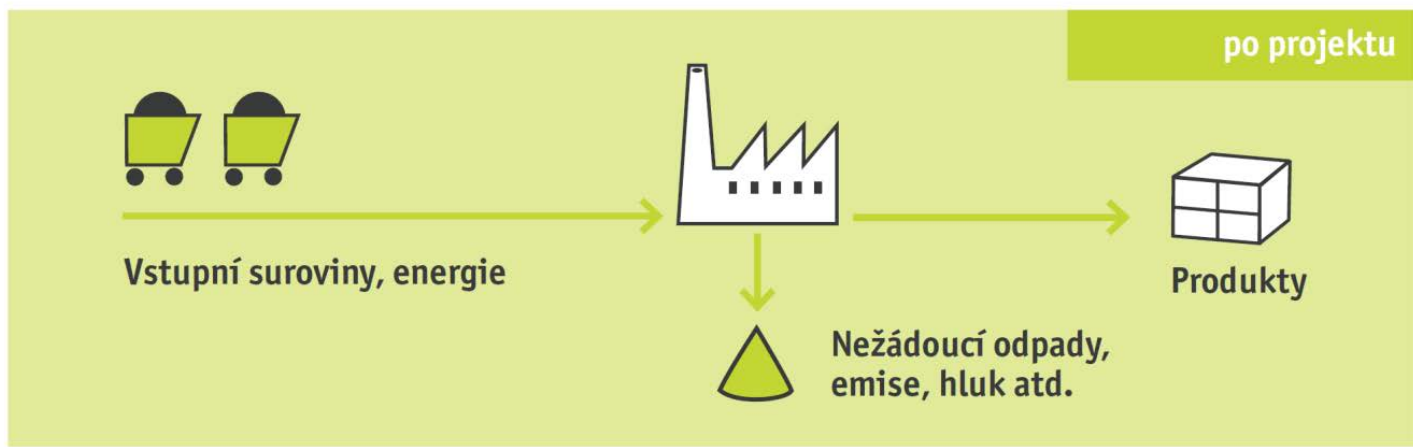 po projektu
Vstupní suroviny, energie
Produkty
Nežádoucí odpady,
emise, hluk atd.